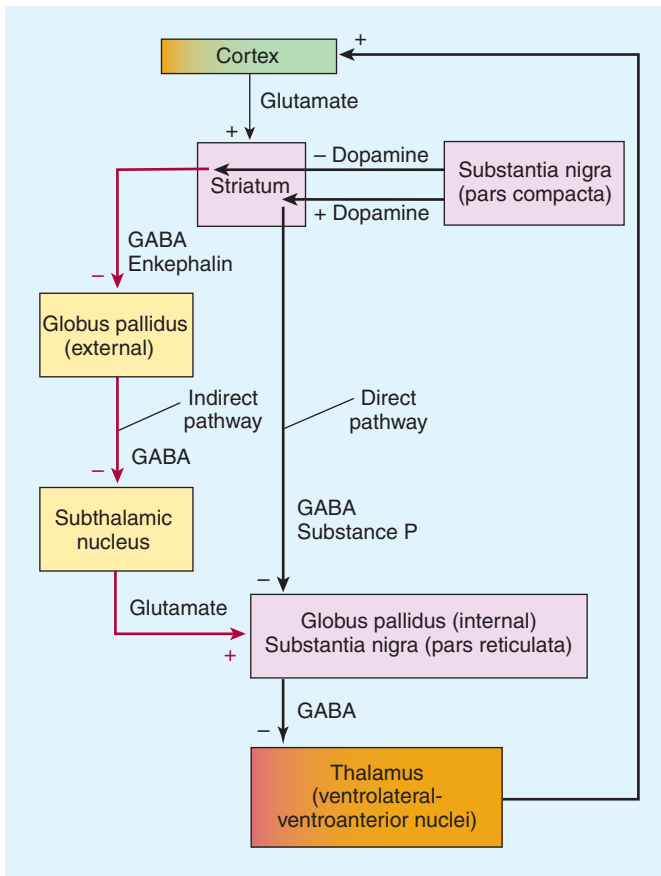 +
Cortex
Glutamate
+
– Dopamine
Striatum
+ Dopamine
Substantia nigra
(pars compacta)
GABA
Enkephalin
–
Globus pallidus
(external)
Indirect
pathway
Direct
pathway
–
GABA
Subthalamic
nucleus
GABA
Substance P
–
Glutamate
+
Globus pallidus (internal)
Substantia nigra (pars reticulata)
GABA
–
Thalamus
(ventrolateral-
ventroanterior nuclei)